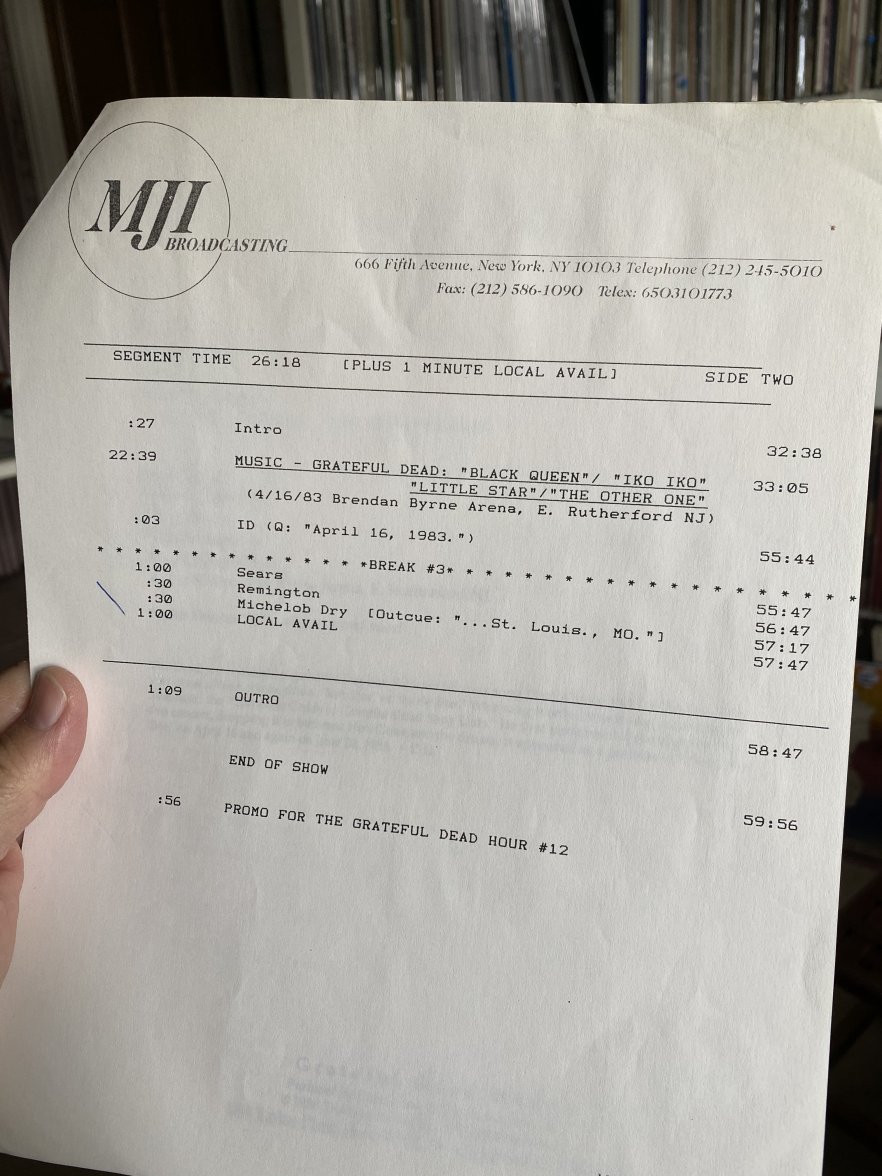 MJI
BROADCASTING
666 Fifth Avenue, New York, NY 10103 Telephone (212) 245-5010
Fax: (212) 586-1090 Telex: 6503101773
SEGMENT TIME 26:18 [PLUS 1 MINUTE LOCAL AVAIL] SIDE TWO
:27 Intro 32:38
22:39 MUSIC - GRATEFUL DEAD: "BLACK QUEEN"/ "IKO IKO" 33:05
"LITTLE STAR"/"THE OTHER ONE"
(4/16/83 Brendan Byrne Arena, E. Rutherford NJ)
:03 ID (Q: "April 16, 1983.") 55:44
* * * * * * * * * * * * * * *BREAK #3* * * * * * * * * * * * * * * * * * * * *
1:00 Sears 55:47
:30 Remington 56:47
:30 Michelob Dry [Outcue: "...St. Louis., MO."] 57:17
1:00 LOCAL AVAIL 57:47
1:09 OUTRO 58:47
END OF SHOW 59:56
:56 PROMO FOR THE GRATEFUL DEAD HOUR #12